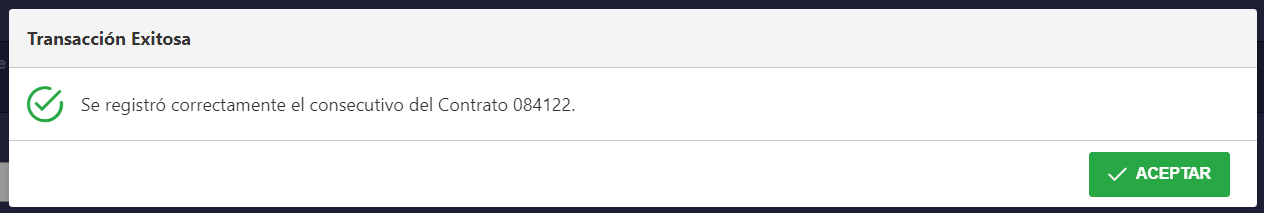 Transacción Exitosa
Se registró correctamente el consecutivo del Contrato 084122.
ACEPTAR